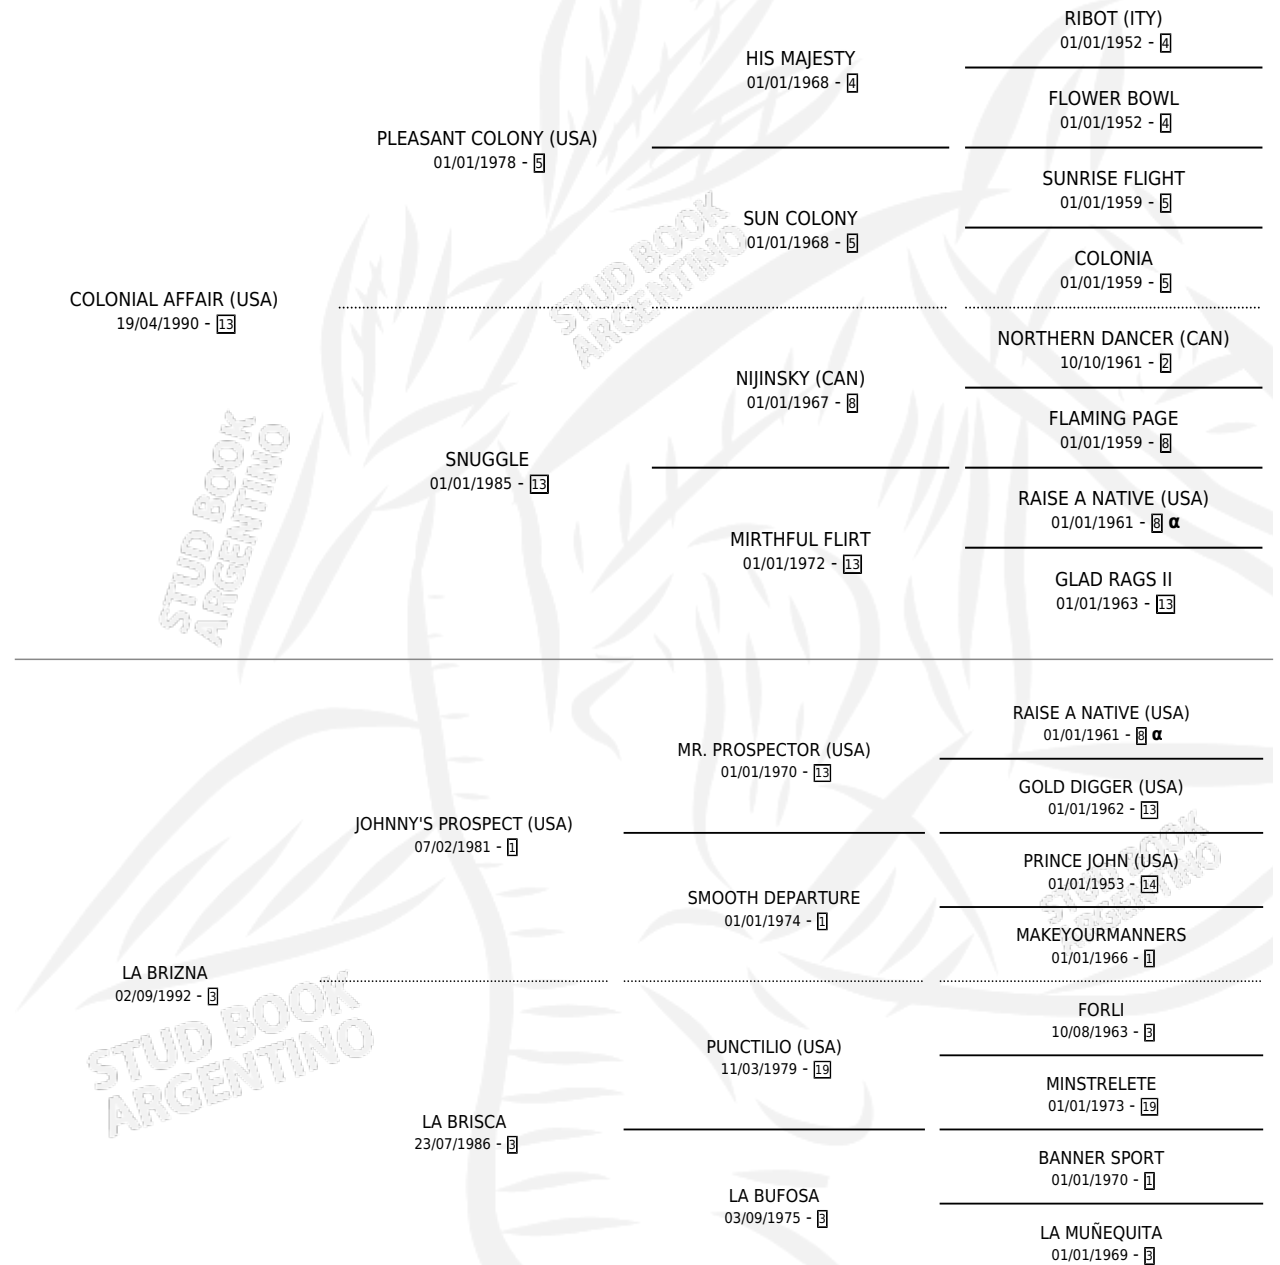 RIBOT (ITY)
01/01/1952 - 4
HIS MAJESTY
01/01/1968 - 4
FLOWER BOWL
01/01/1952 - 4
PLEASANT COLONY (USA)
01/01/1978 - 5
SUNRISE FLIGHT
01/01/1959 - 5
SUN COLONY
01/01/1968 - 5
COLONIA
01/01/1959 - 5
STUD BOOK
ARGENTINO
COLONIAL AFFAIR (USA)
19/04/1990 - 13
NORTHERN DANCER (CAN)
10/10/1961 - 2
NIJINSKY (CAN)
01/01/1967 - 8
FLAMING PAGE
01/01/1959 - 8
SNUGGLE
01/01/1985 - 13
RAISE A NATIVE (USA)
01/01/1961 - 8 α
MIRTHFUL FLIRT
01/01/1972 - 13
GLAD RAGS II
01/01/1963 - 13
STUD BOOK
ARGENTINO
RAISE A NATIVE (USA)
01/01/1961 - 8 α
MR. PROSPECTOR (USA)
01/01/1970 - 13
GOLD DIGGER (USA)
01/01/1962 - 13
JOHNNY'S PROSPECT (USA)
07/02/1981 - 1
PRINCE JOHN (USA)
01/01/1953 - 14
SMOOTH DEPARTURE
01/01/1974 - 1
MAKEYOURMANNERS
01/01/1966 - 1
STUD BOOK
ARGENTINO
LA BRIZNA
02/09/1992 - 3
FORLI
10/08/1963 - 3
PUNCTILIO (USA)
11/03/1979 - 19
MINSTRELETE
01/01/1973 - 19
STUD BOOK
ARGENTINO
LA BRISCA
23/07/1986 - 3
BANNER SPORT
01/01/1970 - 1
LA BUFOSA
03/09/1975 - 3
LA MUÑEQUITA
01/01/1969 - 3